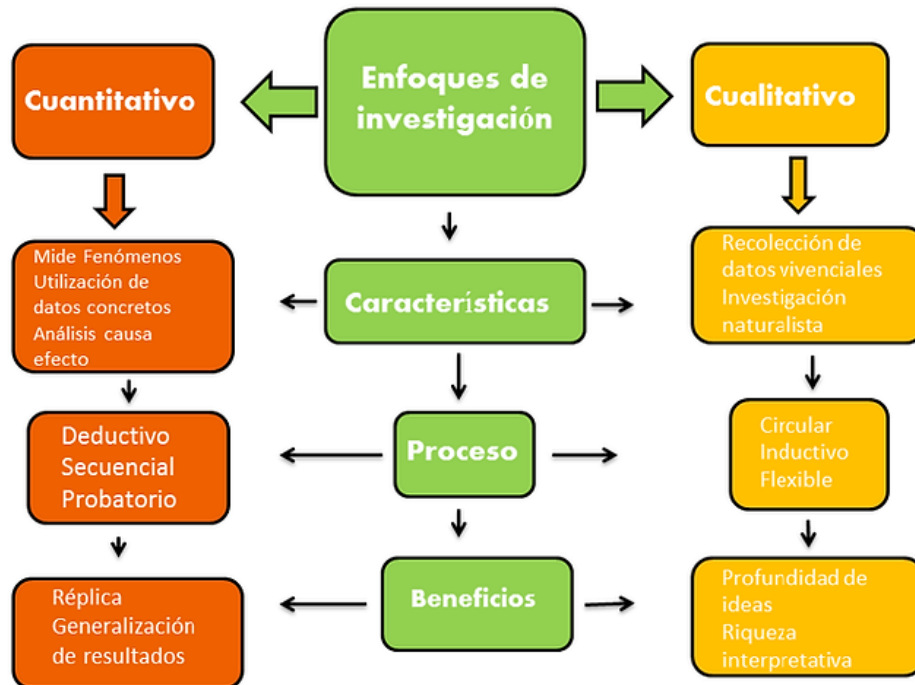 Enfoques de
investigación
Cuantitativo
Cualitativo
Mide Fenómenos
Utilización de
datos concretos
Análisis causa
efecto
Características
Recolección de
datos vivenciales
Investigación
naturalista
Deductivo
Secuencial
Probatorio
Proceso
Circular
Inductivo
Flexible
Réplica
Generalización
de resultados
Beneficios
Profundidad de
ideas
Riqueza
interpretativa